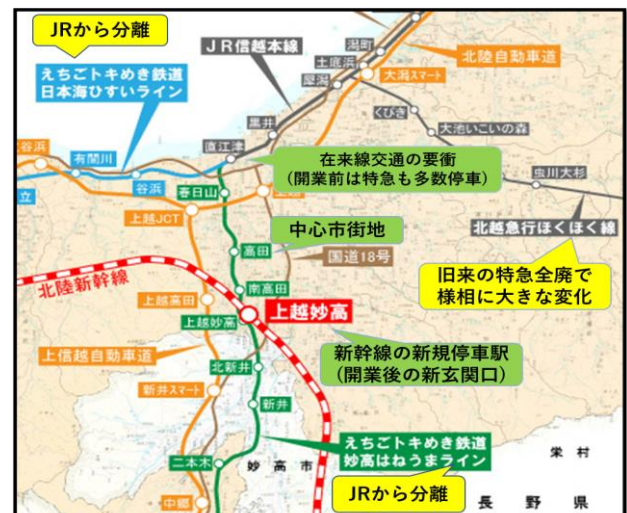 JRから分離
えちごトキめき鉄道
日本海ひすいライン
JR信越本線
潟町
土底浜
犀潟
北陸自動車道
大潟スマート
くびき
大池いこいの森
黒井
直江津
谷浜
有間川
谷浜
立
春日山
上越JCT
在来線交通の要衝
(開業前は特急も多数停車)
虫川大杉
北越急行ほくほく線
中心市街地
高田
国道18号
旧来の特急全廃で
様相に大きな変化
北陸新幹線
南高田
上越高田
上越妙高
上越妙高
上信越自動車道
新幹線の新規停車駅
(開業後の新玄関口)
北新井
新井スマート
新井
えちごトキめき鉄道
妙高はねうまライン
二本木
妙高市
栄村
JRから分離
中郷
長野県